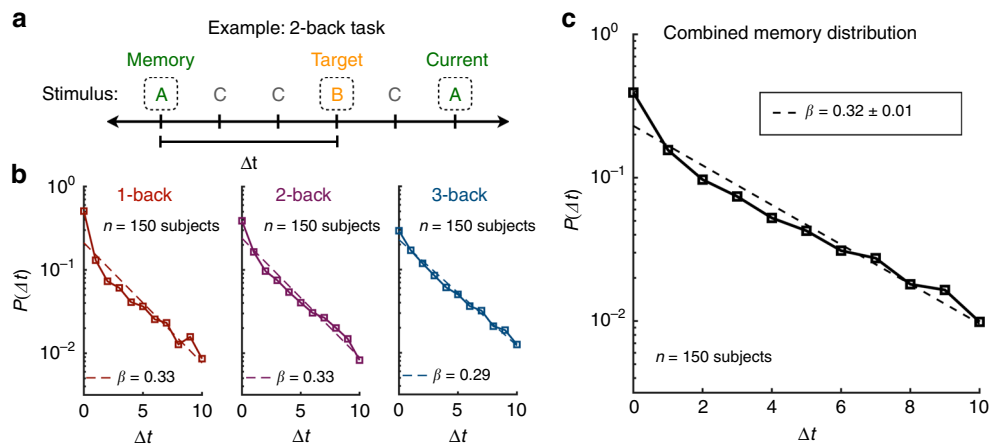 a
Example: 2-back task
Memory Target Current
Stimulus: A C C B C A
Δt
b
1-back 2-back 3-back
n = 150 subjects n = 150 subjects n = 150 subjects
P(Δt)
10⁰
10⁻¹
10⁻²
β = 0.33 β = 0.33 β = 0.29
0 5 10 0 5 10 0 5 10
Δt Δt Δt
c
Combined memory distribution
β = 0.32 ± 0.01
P(Δt)
10⁰
10⁻¹
10⁻²
n = 150 subjects
0 2 4 6 8 10
Δt